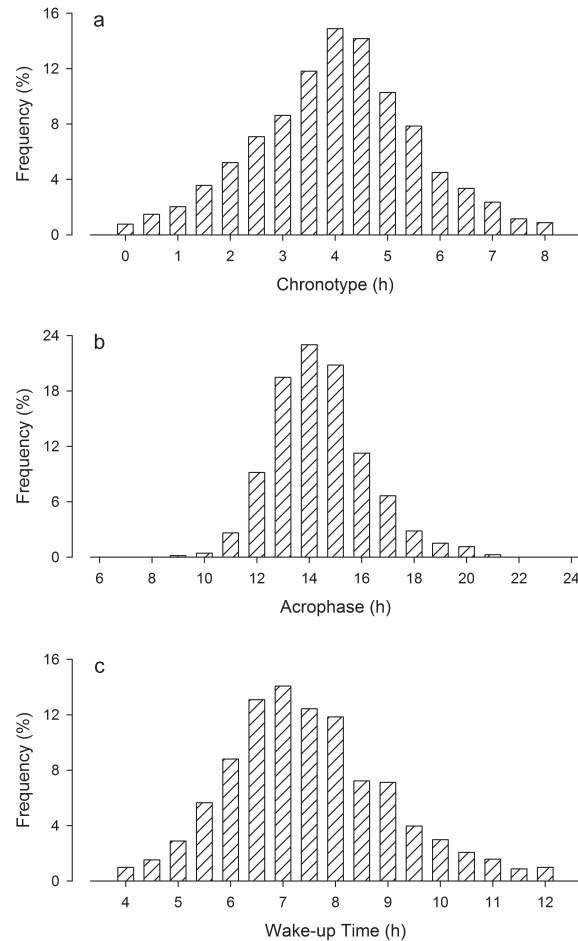 a
16
12
8
4
0
Frequency (%)
0 1 2 3 4 5 6 7 8
Chronotype (h)
b
24
18
12
6
0
Frequency (%)
6 8 10 12 14 16 18 20 22 24
Acrophase (h)
c
16
12
8
4
0
Frequency (%)
4 5 6 7 8 9 10 11 12
Wake-up Time (h)